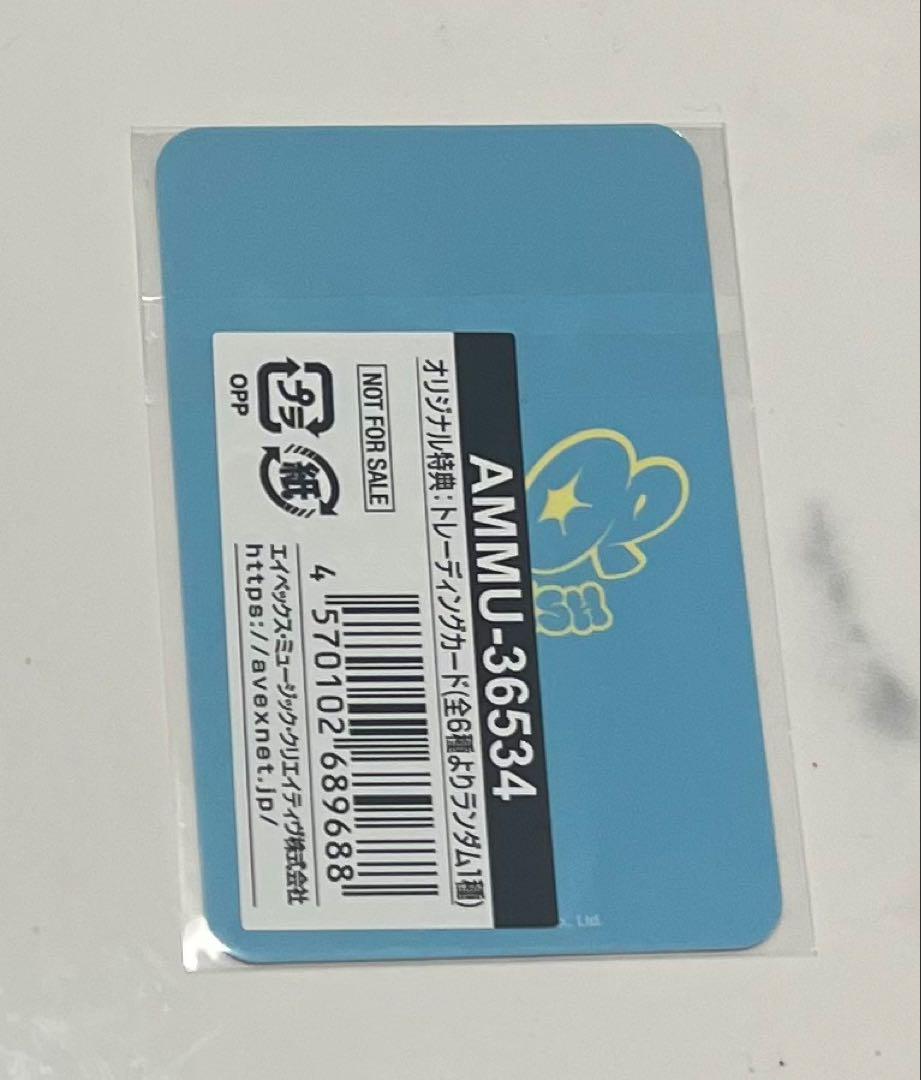 AMMU-36534
オリジナル特典：トレーディングカード(全6種よりランダム1種)
NOT FOR SALE
プラ
紙
OPP
4 570102 689688
エイベックス・ミュージック・クリエイティヴ株式会社
https://avexnet.jp/
Ltd.